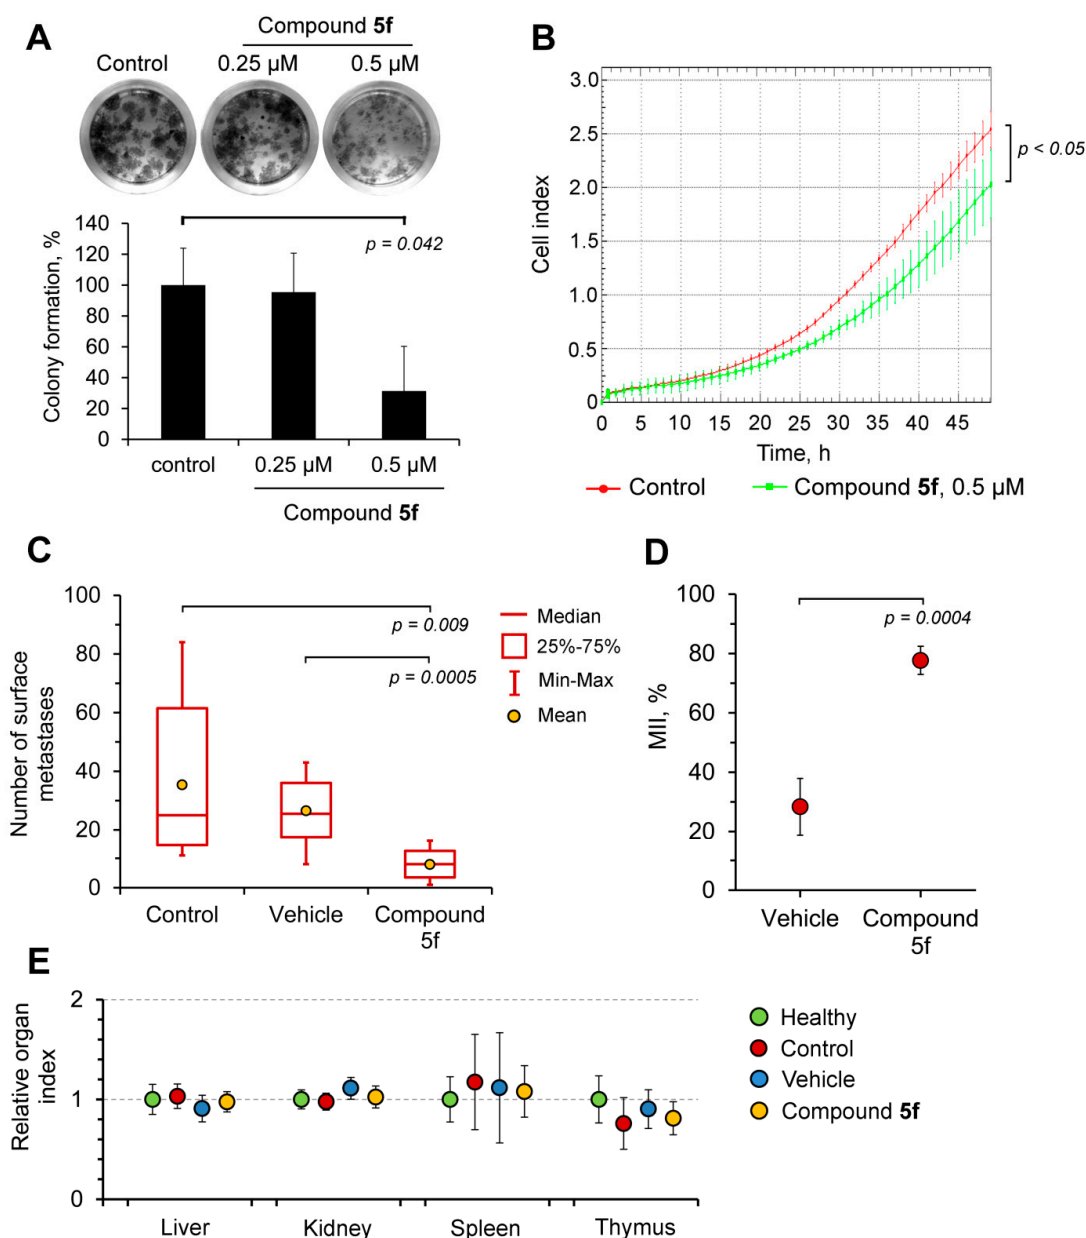 A
Compound 5f
Control 0.25 µM 0.5 µM
Colony formation, %
140
120
100
80
60
40
20
0
p = 0.042
control 0.25 µM 0.5 µM
Compound 5f
B
Cell index
3.0
2.5
2.0
1.5
1.0
0.5
0
p < 0.05
0 5 10 15 20 25 30 35 40 45
Time, h
Control Compound 5f, 0.5 µM
C
Number of surface
metastases
100
80
60
40
20
0
p = 0.009
p = 0.0005
Median
25%-75%
Min-Max
Mean
Control Vehicle Compound
5f
D
MII, %
100
80
60
40
20
0
p = 0.0004
Vehicle Compound
5f
E
Relative organ
index
2
1
0
Liver Kidney Spleen Thymus
Healthy
Control
Vehicle
Compound 5f